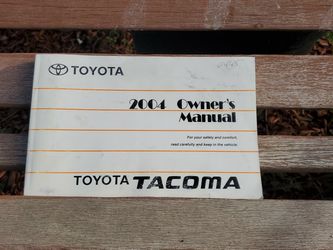 TOYOTA
2004 Owner's
Manual
For your safety and comfort,
read carefully and keep in the vehicle.
TOYOTA TACOMA